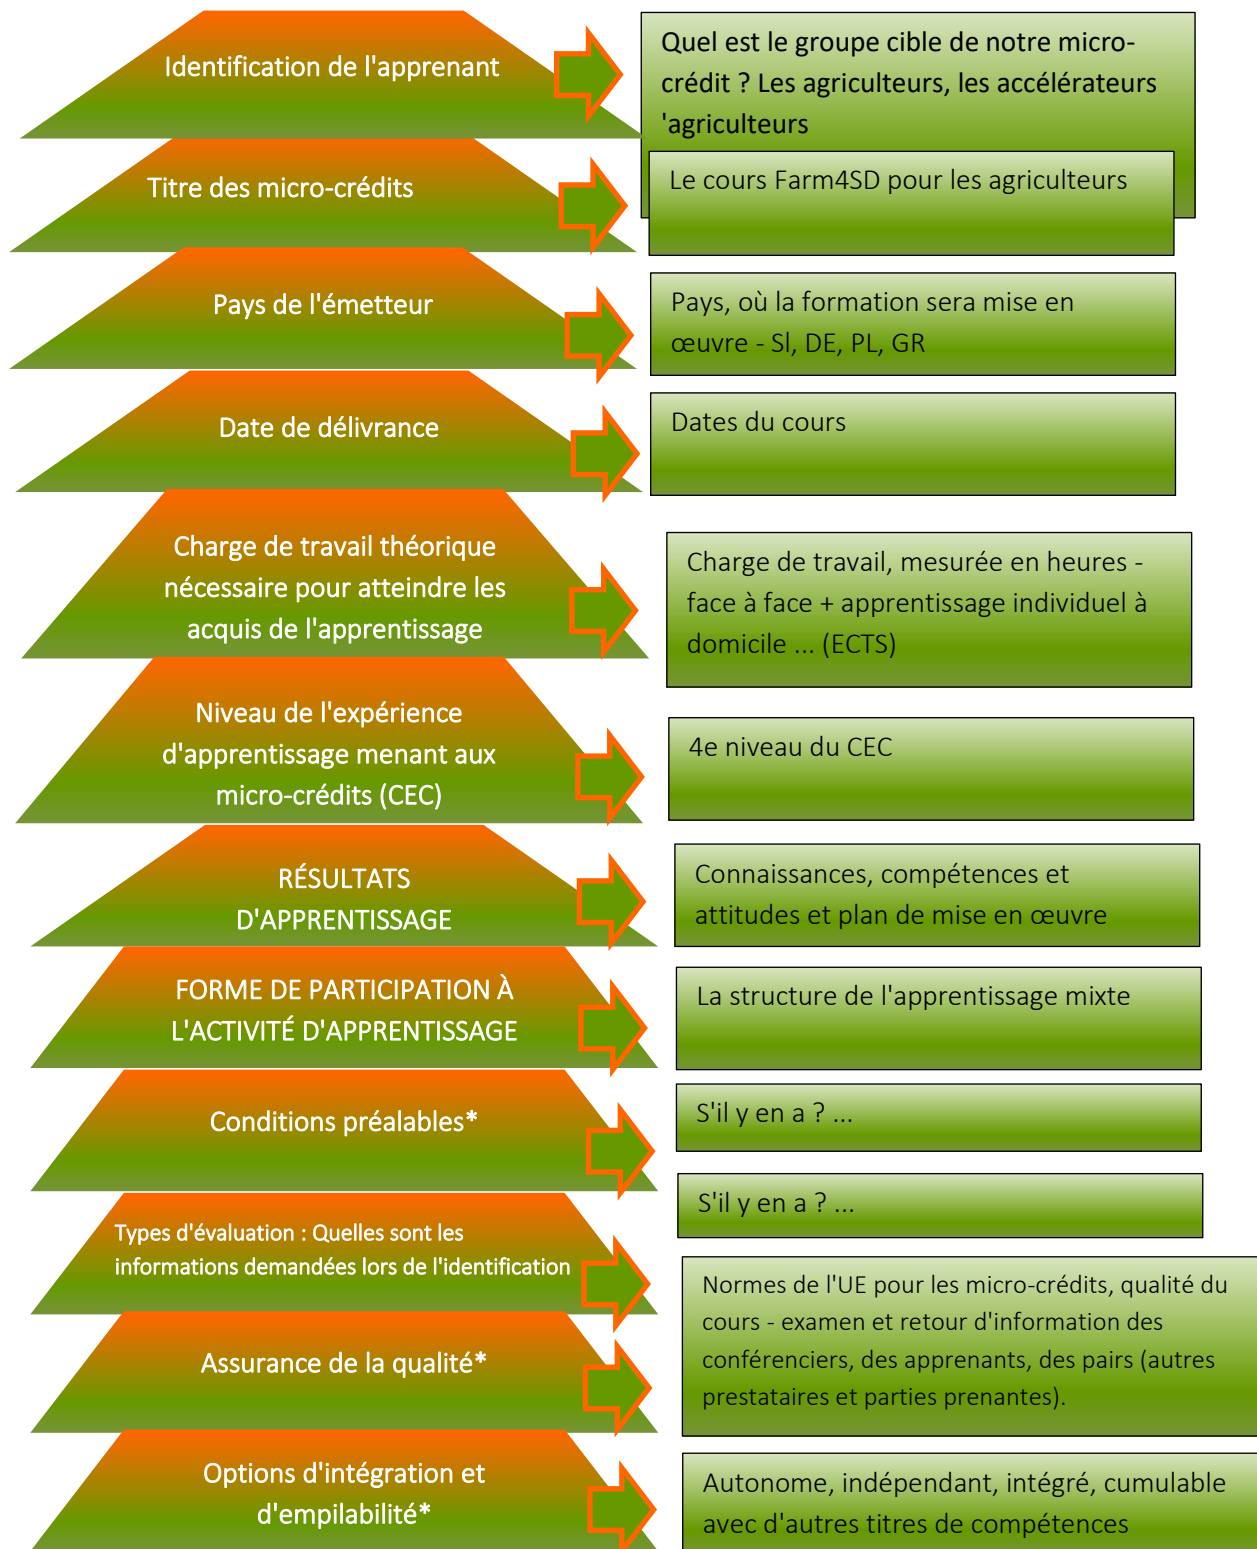 Identification de l'apprenant
Quel est le groupe cible de notre micro-
crédit ? Les agriculteurs, les accélérateurs
'agriculteurs
Titre des micro-crédits
Le cours Farm4SD pour les agriculteurs
Pays de l'émetteur
Pays, où la formation sera mise en
œuvre - Sl, DE, PL, GR
Date de délivrance
Dates du cours
Charge de travail théorique
nécessaire pour atteindre les
acquis de l'apprentissage
Charge de travail, mesurée en heures -
face à face + apprentissage individuel à
domicile ... (ECTS)
Niveau de l'expérience
d'apprentissage menant aux
micro-crédits (CEC)
4e niveau du CEC
RÉSULTATS
D'APPRENTISSAGE
Connaissances, compétences et
attitudes et plan de mise en œuvre
FORME DE PARTICIPATION À
L'ACTIVITÉ D'APPRENTISSAGE
La structure de l'apprentissage mixte
Conditions préalables*
S'il y en a ? ...
Types d'évaluation : Quelles sont les
informations demandées lors de l'identification
S'il y en a ? ...
Assurance de la qualité*
Normes de l'UE pour les micro-crédits, qualité du
cours - examen et retour d'information des
conférenciers, des apprenants, des pairs (autres
prestataires et parties prenantes).
Options d'intégration et
d'empilabilité*
Autonome, indépendant, intégré, cumulable
avec d'autres titres de compétences